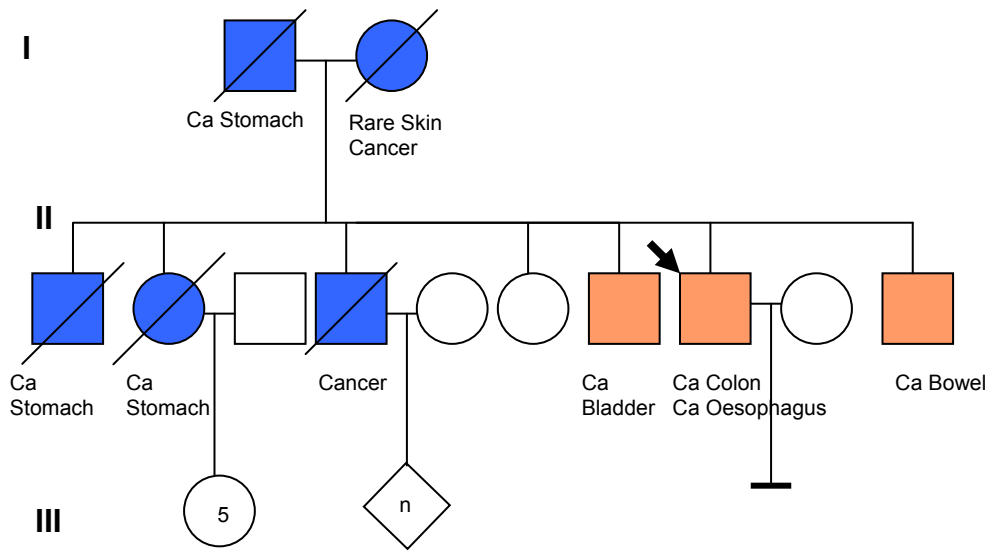 I
Ca Stomach
Rare Skin
Cancer
II
Ca
Stomach
Ca
Stomach
Cancer
Ca
Bladder
Ca Colon
Ca Oesophagus
Ca Bowel
III
5
n